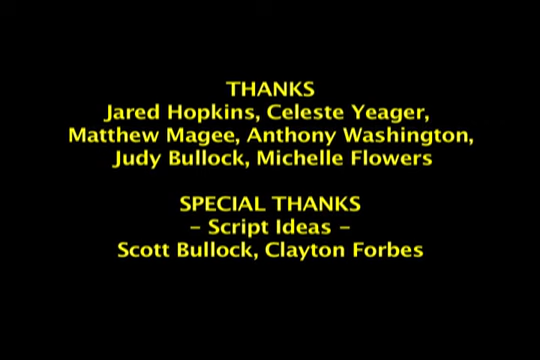 THANKS
Jared Hopkins, Celeste Yeager,
Matthew Magee, Anthony Washington,
Judy Bullock, Michelle Flowers
SPECIAL THANKS
– Script Ideas –
Scott Bullock, Clayton Forbes